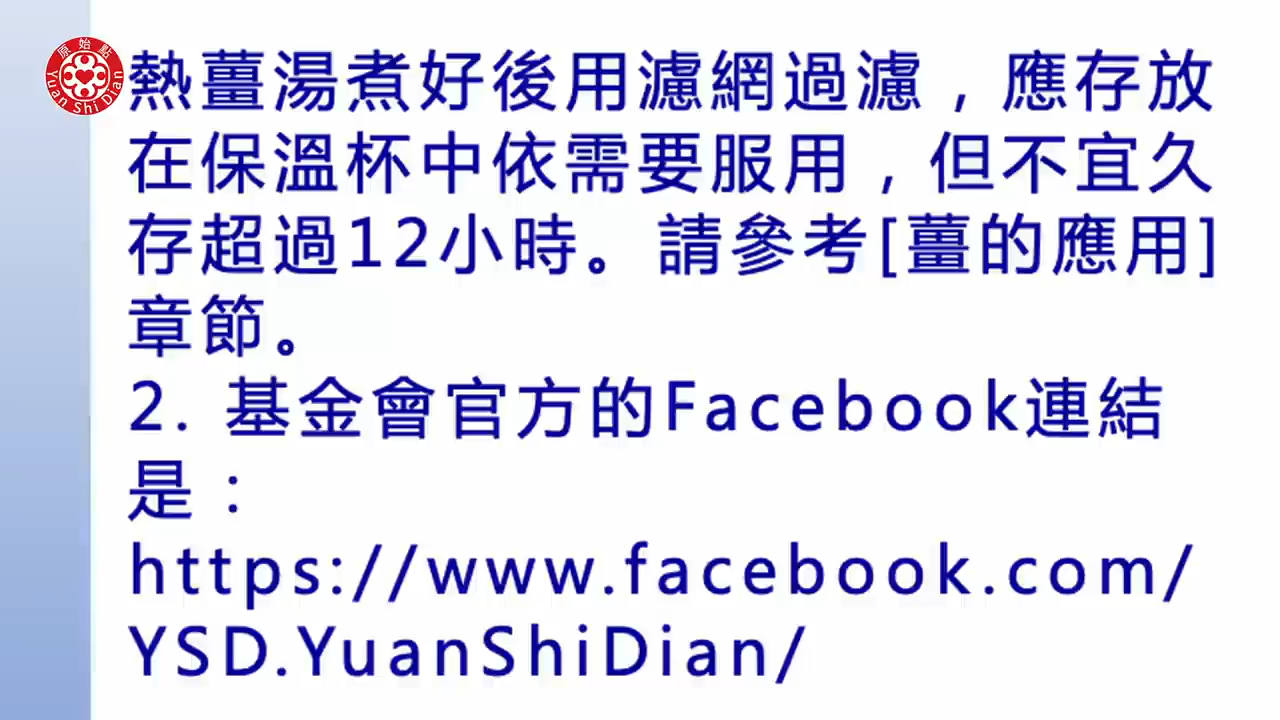 原始點
Yuan Shi Dian
熱薑湯煮好後用濾網過濾，應存放
在保溫杯中依需要服用，但不宜久
存超過12小時。請參考[薑的應用]
章節。
2. 基金會官方的Facebook連結
是：
https://www.facebook.com/
YSD.YuanShiDian/